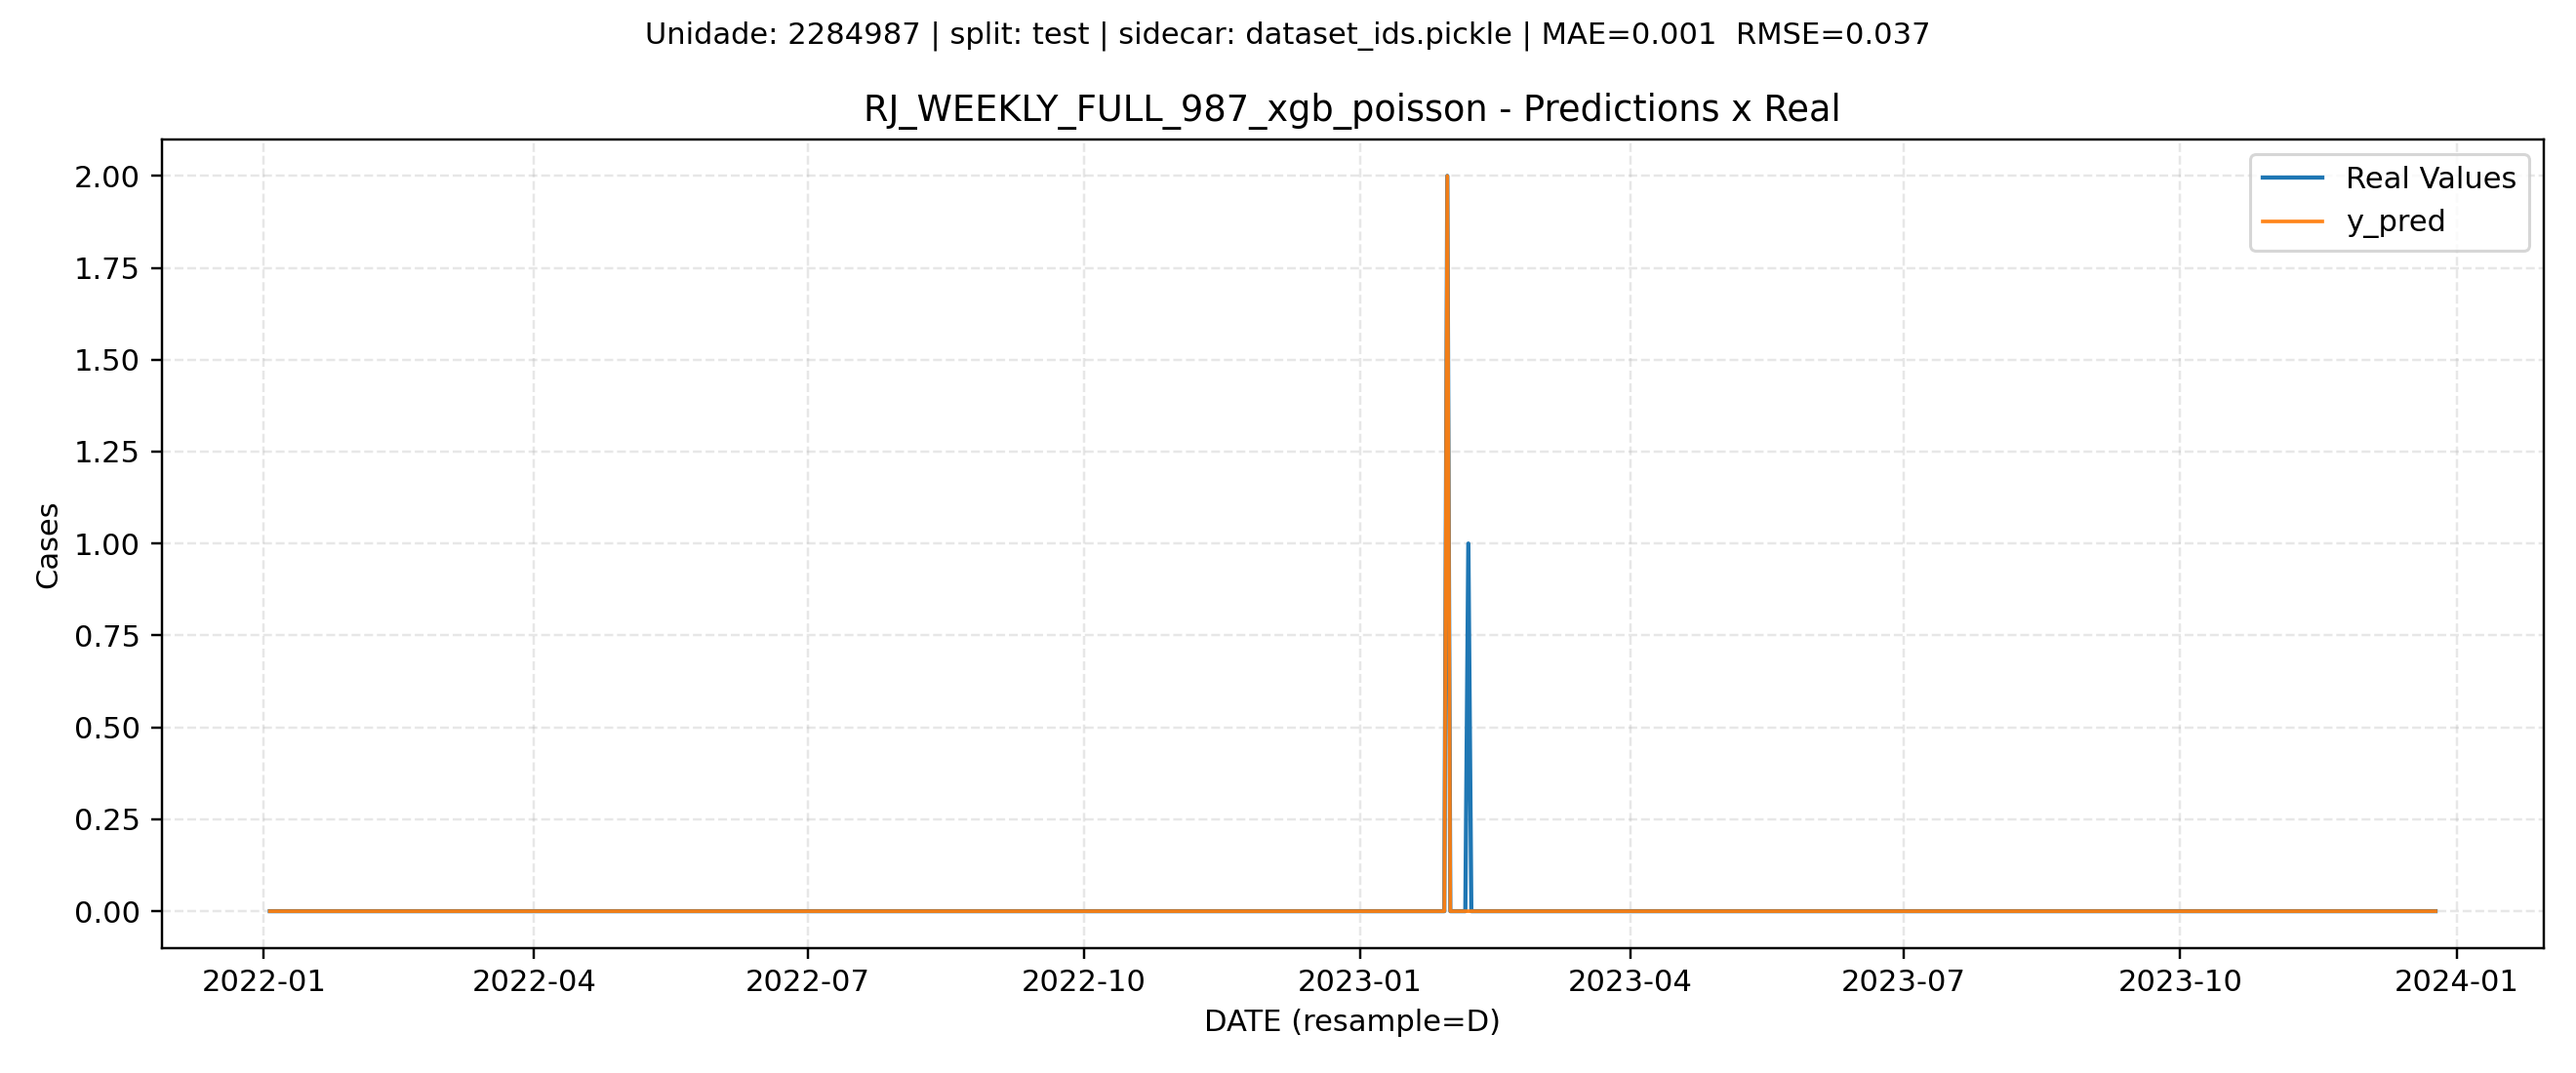 Unidade: 2284987 | split: test | sidecar: dataset_ids.pickle | MAE=0.001  RMSE=0.037
RJ_WEEKLY_FULL_987_xgb_poisson - Predictions x Real
Real Values
y_pred
2.00
1.75
1.50
1.25
1.00
0.75
0.50
0.25
0.00
Cases
2022-01 2022-04 2022-07 2022-10 2023-01 2023-04 2023-07 2023-10 2024-01
DATE (resample=D)